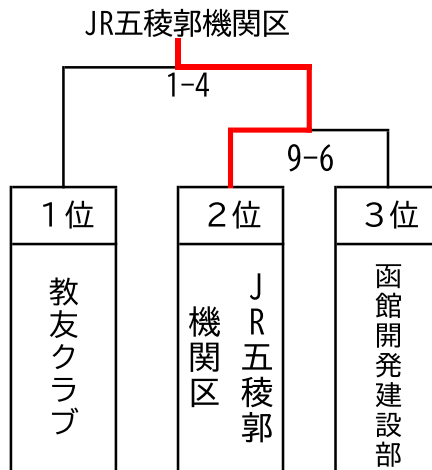 JR五稜郭機関区
1-4
9-6
1位
2位
3位
教友クラブ
JR五稜郭
機関区
函館開発建設部